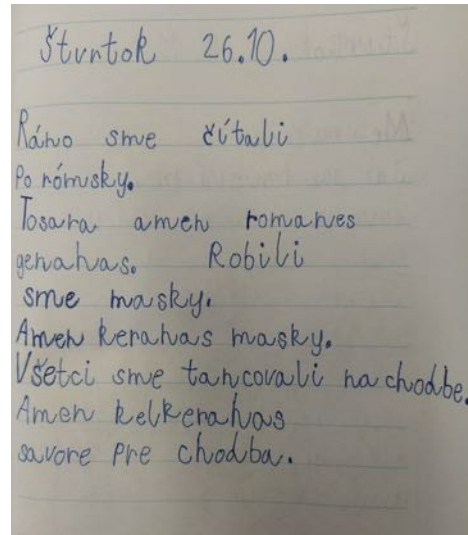 Štvrtok 26.10.
Ráno sme čítali
Po rómsky.
Tosara amen romanes
genahas. Robili
sme masky.
Amen kerahas masky.
Všetci sme tancovali na chodbe.
Amen kelkerahas
savore pre chodba.